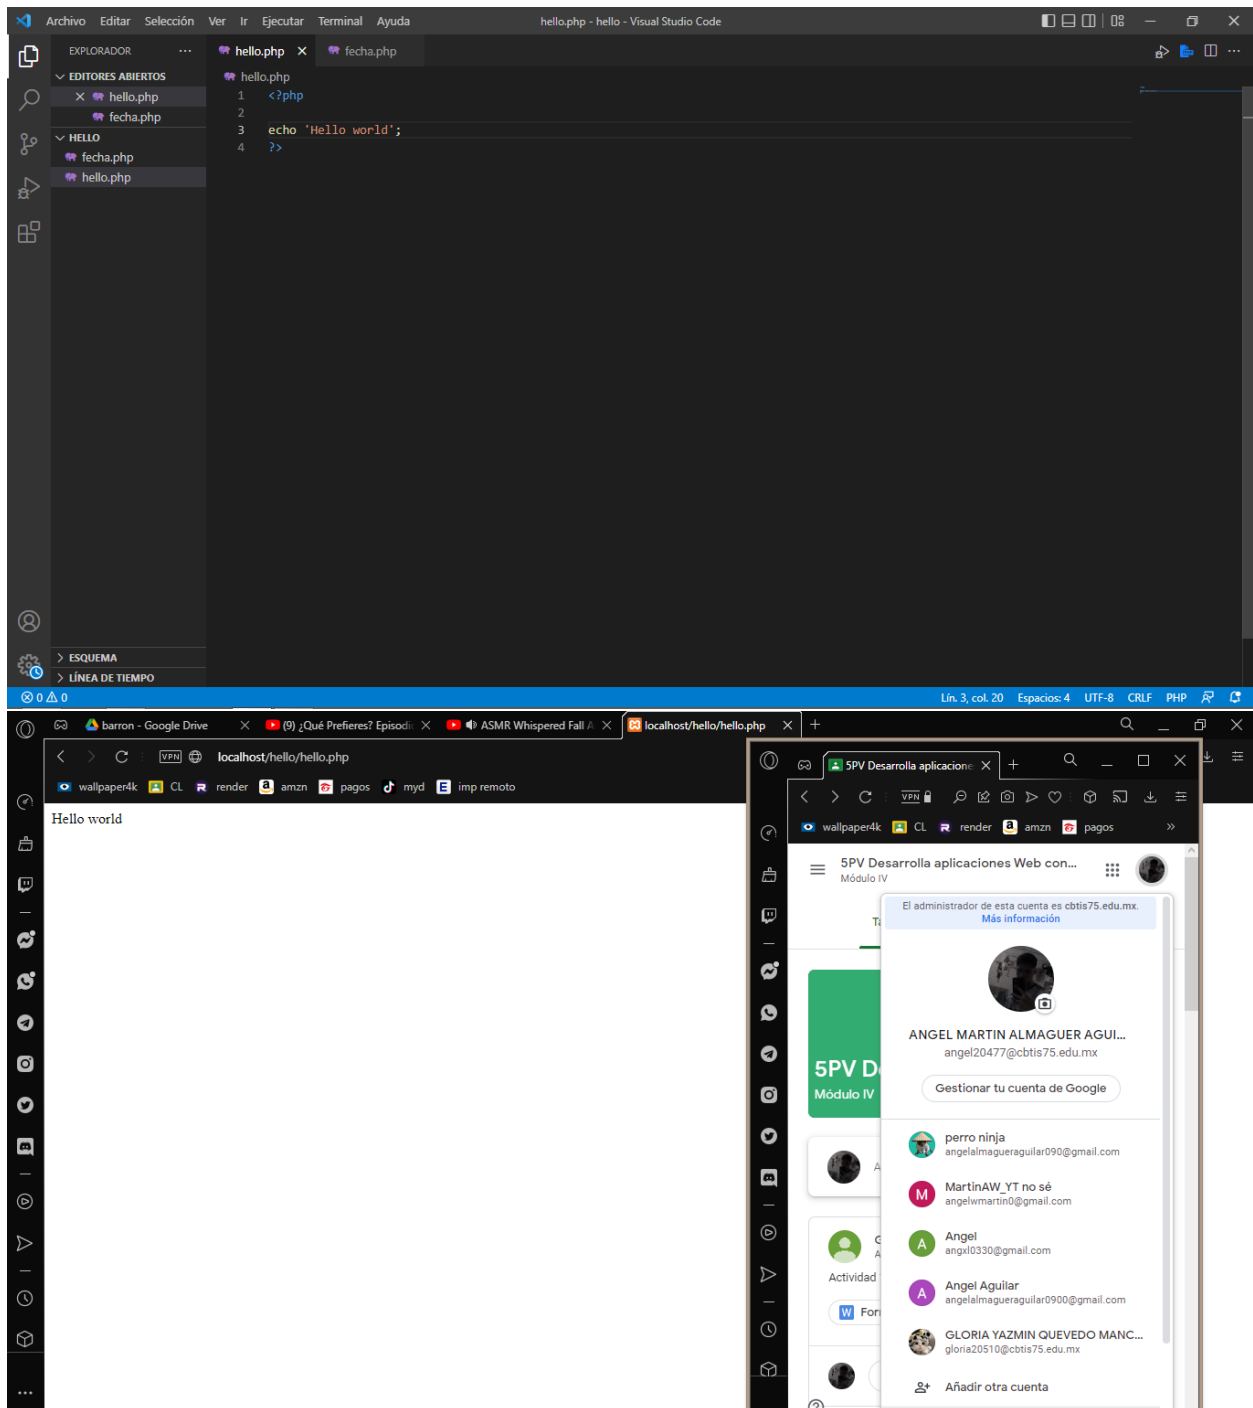 Archivo Editar Selección Ver Ir Ejecutar Terminal Ayuda
hello.php - hello - Visual Studio Code
EXPLORADOR
hello.php
fecha.php
EDITORES ABIERTOS
hello.php
fecha.php
HELLO
fecha.php
hello.php
hello.php
1 <?php
2
3 echo 'Hello world';
4 ?>
ESQUEMA
LÍNEA DE TIEMPO
0 0
Lín. 3, col. 20 Espacios: 4 UTF-8 CRLF PHP
barron - Google Drive
(9) ¿Qué Prefieres? Episodi
ASMR Whispered Fall A
localhost/hello/hello.php
VPN
localhost/hello/hello.php
wallpaper4k CL render amzn pagos myd imp remoto
Hello world
5PV Desarrolla aplicacione
VPN
wallpaper4k CL render amzn pagos
5PV Desarrolla aplicaciones Web con...
Módulo IV
El administrador de esta cuenta es cbtis75.edu.mx.
Más información
ANGEL MARTIN ALMAGUER AGUI...
angel20477@cbtis75.edu.mx
Gestionar tu cuenta de Google
5PV D
Módulo IV
perro ninja
angelalmagueraguilar090@gmail.com
MartinAW_YT no sé
angelwmartin0@gmail.com
Angel
angxl0330@gmail.com
Angel Aguilar
angelalmagueraguilar0900@gmail.com
GLORIA YAZMIN QUEVEDO MANC...
gloria20510@cbtis75.edu.mx
Añadir otra cuenta
Actividad
For